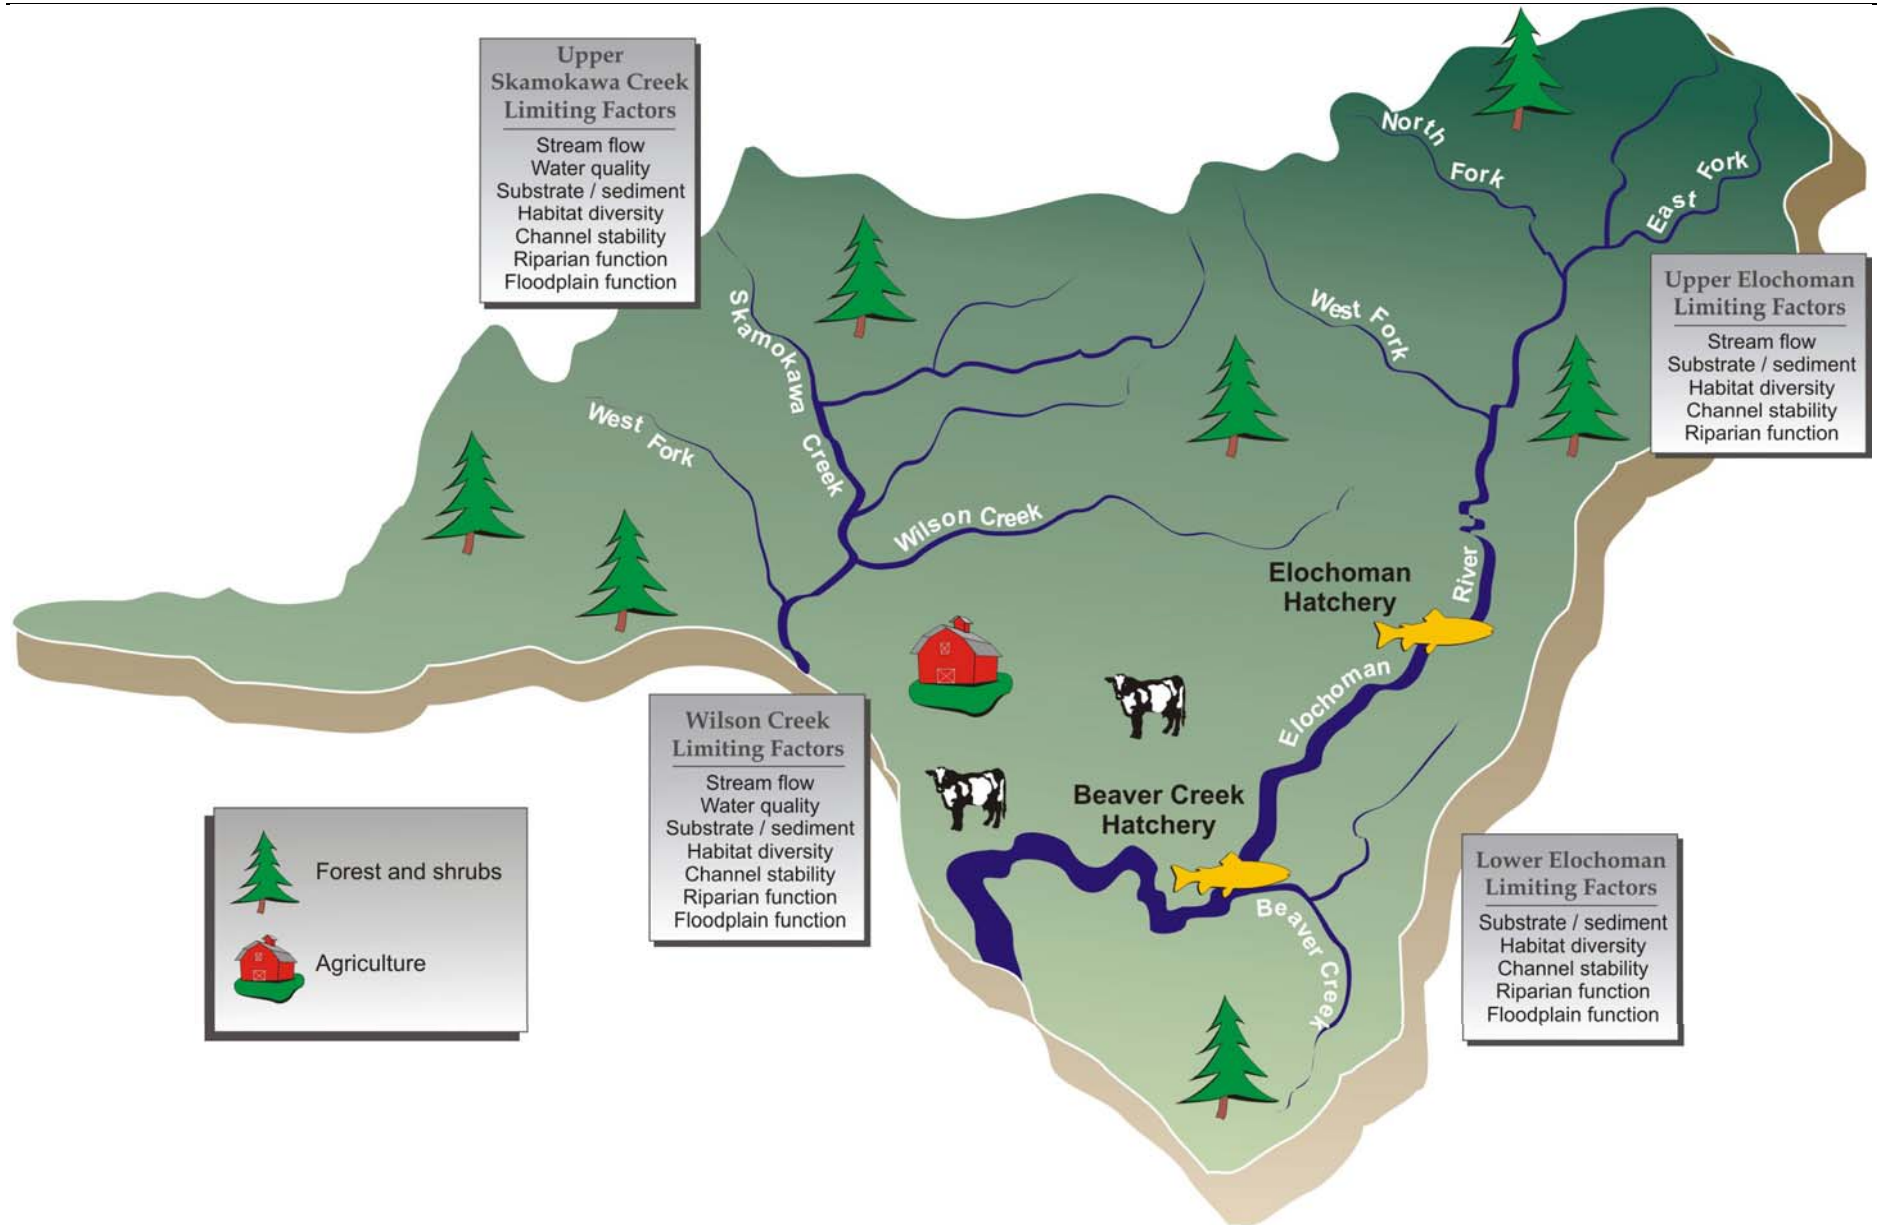 Upper
Skamokawa Creek
Limiting Factors
Stream flow
Water quality
Substrate / sediment
Habitat diversity
Channel stability
Riparian function
Floodplain function
North
Fork
East Fork
Upper Elochoman
Limiting Factors
Stream flow
Substrate / sediment
Habitat diversity
Channel stability
Riparian function
West Fork
Skamokawa Creek
West Fork
Wilson Creek
Elochoman
Hatchery
River
Elochoman
Wilson Creek
Limiting Factors
Stream flow
Water quality
Substrate / sediment
Habitat diversity
Channel stability
Riparian function
Floodplain function
Beaver Creek
Hatchery
Beaver Creek
Lower Elochoman
Limiting Factors
Substrate / sediment
Habitat diversity
Channel stability
Riparian function
Floodplain function
Forest and shrubs
Agriculture